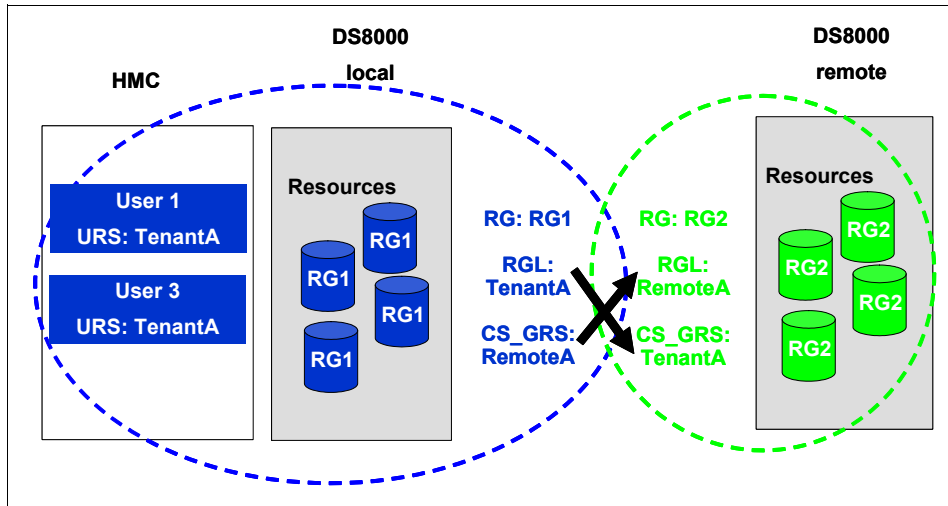 HMC
DS8000
local
DS8000
remote
User 1
URS: TenantA
User 3
URS: TenantA
Resources
RG1
RG1
RG1
RG1
RG: RG1
RGL:
TenantA
CS_GRS:
RemoteA
RG: RG2
RGL:
RemoteA
CS_GRS:
TenantA
Resources
RG2
RG2
RG2
RG2